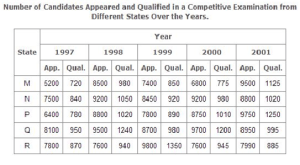 Number of Candidates Appeared and Qualified in a Competitive Examination from
Different States Over the Years.
State Year
1997 1998 1999 2000 2001
App. Qual. App. Qual. App. Qual. App. Qual. App. Qual.
M 5200 720 8500 980 7400 850 6800 775 9500 1125
N 7500 840 9200 1050 8450 920 9200 980 8800 1020
P 6400 780 8800 1020 7800 890 8750 1010 9750 1250
Q 8100 950 9500 1240 8700 980 9700 1200 8950 995
R 7800 870 7600 940 9800 1350 7600 945 7990 885